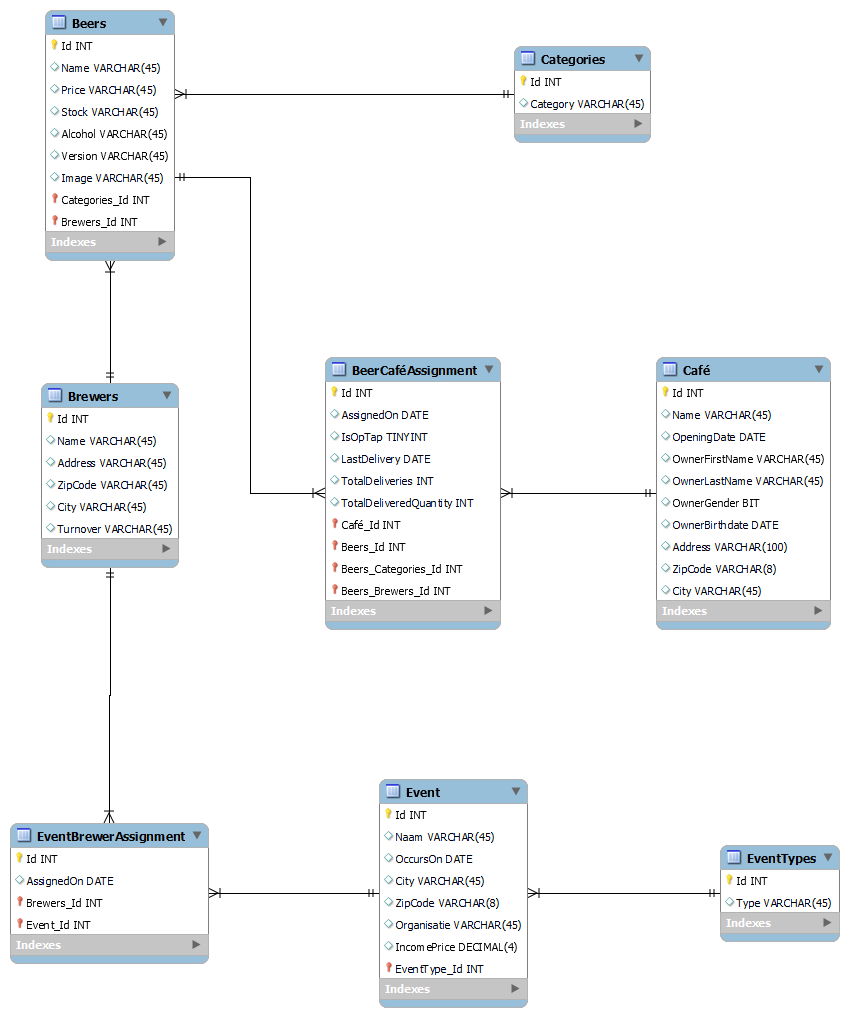 Beers
Id INT
Name VARCHAR(45)
Price VARCHAR(45)
Stock VARCHAR(45)
Alcohol VARCHAR(45)
Version VARCHAR(45)
Image VARCHAR(45)
Categories_Id INT
Brewers_Id INT
Indexes
Categories
Id INT
Category VARCHAR(45)
Indexes
Brewers
Id INT
Name VARCHAR(45)
Address VARCHAR(45)
ZipCode VARCHAR(45)
City VARCHAR(45)
Turnover VARCHAR(45)
Indexes
BeerCaféAssignment
Id INT
AssignedOn DATE
IsOpTap TINYINT
LastDelivery DATE
TotalDeliveries INT
TotalDeliveredQuantity INT
Café_Id INT
Beers_Id INT
Beers_Categories_Id INT
Beers_Brewers_Id INT
Indexes
Café
Id INT
Name VARCHAR(45)
OpeningDate DATE
OwnerFirstName VARCHAR(45)
OwnerLastName VARCHAR(45)
OwnerGender BIT
OwnerBirthdate DATE
Address VARCHAR(100)
ZipCode VARCHAR(8)
City VARCHAR(45)
Indexes
EventBrewerAssignment
Id INT
AssignedOn DATE
Brewers_Id INT
Event_Id INT
Indexes
Event
Id INT
Naam VARCHAR(45)
OccursOn DATE
City VARCHAR(45)
ZipCode VARCHAR(8)
Organisatie VARCHAR(45)
IncomePrice DECIMAL(4)
EventType_Id INT
Indexes
EventTypes
Id INT
Type VARCHAR(45)
Indexes